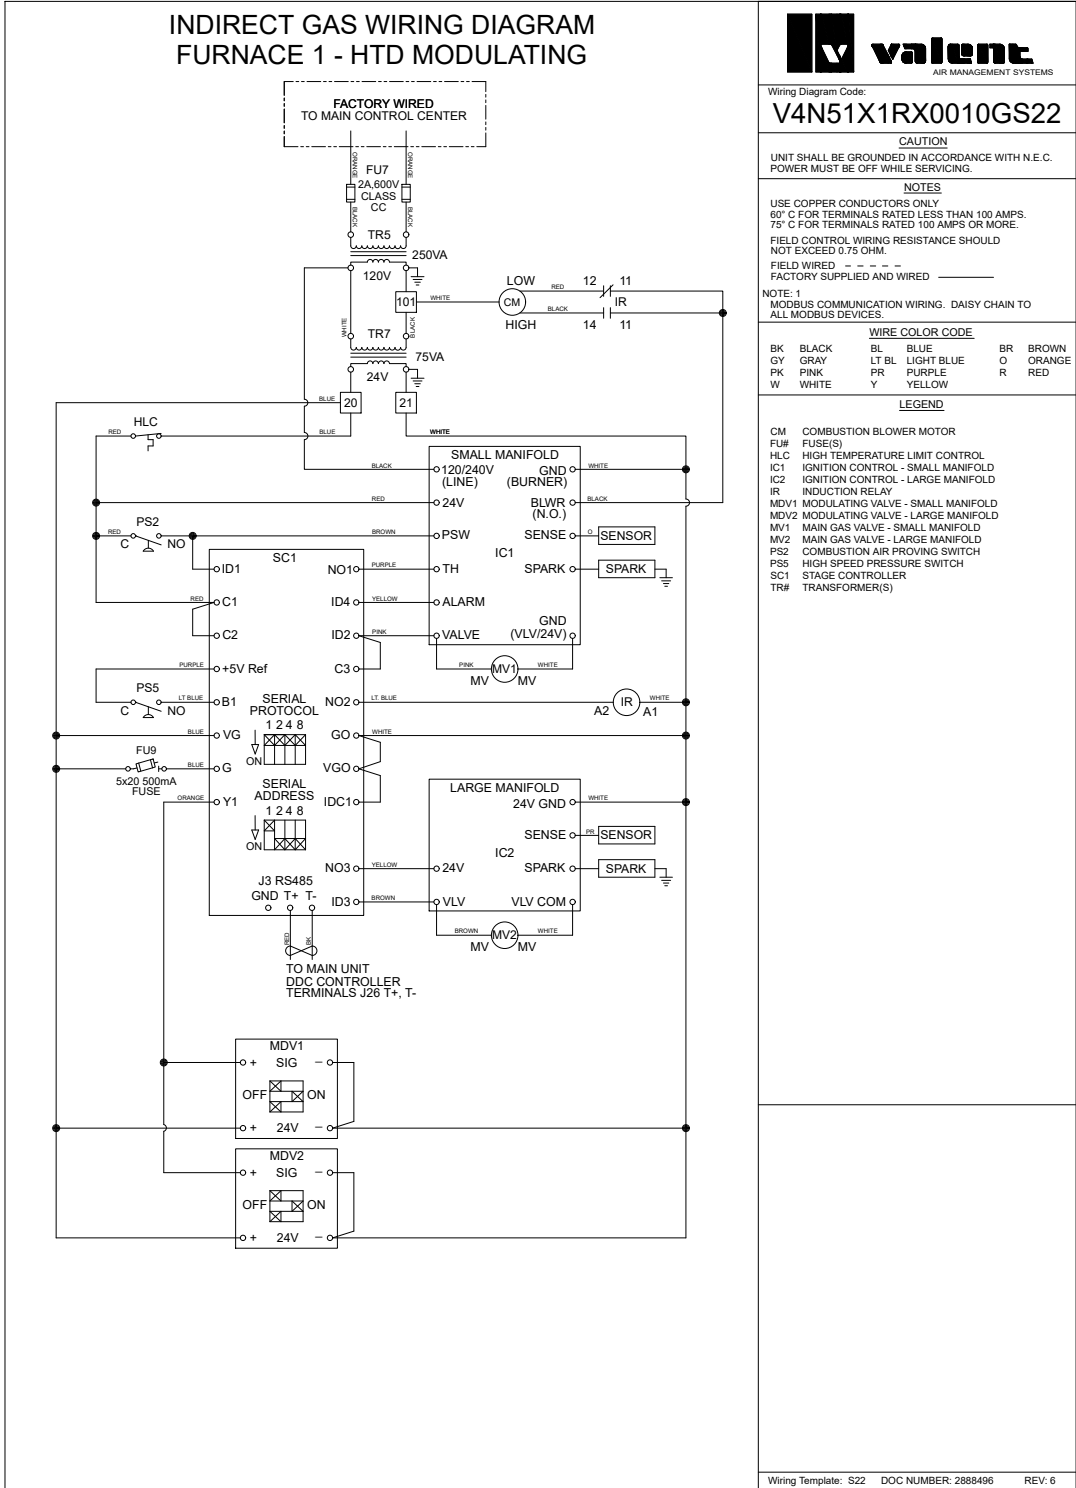 INDIRECT GAS WIRING DIAGRAM
FURNACE 1 - HTD MODULATING
FACTORY WIRED
TO MAIN CONTROL CENTER
ORANGE
ORANGE
FU7
2A,600V
CLASS
CC
BLACK
BLACK
TR5
250VA
120V
101
WHITE
CM
LOW
HIGH
RED
12
11
IR
BLACK
14
11
WHITE
BLACK
TR7
75VA
24V
BLUE
20
21
HLC
RED
BLUE
WHITE
SMALL MANIFOLD
BLACK
120/240V
(LINE)
GND
(BURNER)
WHITE
RED
24V
BLWR
(N.O.)
BLACK
PS2
RED
C
NO
BROWN
PSW
SENSE
O
SENSOR
IC1
SC1
ID1
NO1
PURPLE
TH
SPARK
SPARK
RED
C1
ID4
YELLOW
ALARM
C2
ID2
PINK
VALVE
GND
(VLV/24V)
PURPLE
+5V Ref
C3
PINK
MV1
WHITE
MV
MV
PS5
C
NO
LT BLUE
B1
SERIAL
PROTOCOL
1 2 4 8
ON
NO2
LT. BLUE
A2
IR
A1
WHITE
BLUE
VG
GO
WHITE
FU9
5x20 500mA
FUSE
BLUE
G
VGO
ORANGE
Y1
SERIAL
ADDRESS
1 2 4 8
ON
IDC1
LARGE MANIFOLD
24V GND
WHITE
SENSE
PR
SENSOR
IC2
NO3
YELLOW
24V
SPARK
SPARK
J3 RS485
GND T+ T-
ID3
BROWN
VLV
VLV COM
RED
BK
BROWN
MV2
WHITE
MV
MV
TO MAIN UNIT
DDC CONTROLLER
TERMINALS J26 T+, T-
MDV1
+ SIG −
OFF
ON
+ 24V −
MDV2
+ SIG −
OFF
ON
+ 24V −
v valent
AIR MANAGEMENT SYSTEMS
Wiring Diagram Code:
V4N51X1RX0010GS22
CAUTION
UNIT SHALL BE GROUNDED IN ACCORDANCE WITH N.E.C.
POWER MUST BE OFF WHILE SERVICING.
NOTES
USE COPPER CONDUCTORS ONLY
60° C FOR TERMINALS RATED LESS THAN 100 AMPS.
75° C FOR TERMINALS RATED 100 AMPS OR MORE.
FIELD CONTROL WIRING RESISTANCE SHOULD
NOT EXCEED 0.75 OHM.
FIELD WIRED
FACTORY SUPPLIED AND WIRED
NOTE: 1
MODBUS COMMUNICATION WIRING. DAISY CHAIN TO
ALL MODBUS DEVICES.
WIRE COLOR CODE
BK BLACK BL BLUE BR BROWN
GY GRAY LT BL LIGHT BLUE O ORANGE
PK PINK PR PURPLE R RED
W WHITE Y YELLOW
LEGEND
CM COMBUSTION BLOWER MOTOR
FU# FUSE(S)
HLC HIGH TEMPERATURE LIMIT CONTROL
IC1 IGNITION CONTROL - SMALL MANIFOLD
IC2 IGNITION CONTROL - LARGE MANIFOLD
IR INDUCTION RELAY
MDV1 MODULATING VALVE - SMALL MANIFOLD
MDV2 MODULATING VALVE - LARGE MANIFOLD
MV1 MAIN GAS VALVE - SMALL MANIFOLD
MV2 MAIN GAS VALVE - LARGE MANIFOLD
PS2 COMBUSTION AIR PROVING SWITCH
PS5 HIGH SPEED PRESSURE SWITCH
SC1 STAGE CONTROLLER
TR# TRANSFORMER(S)
Wiring Template: S22 DOC NUMBER: 2888496 REV: 6